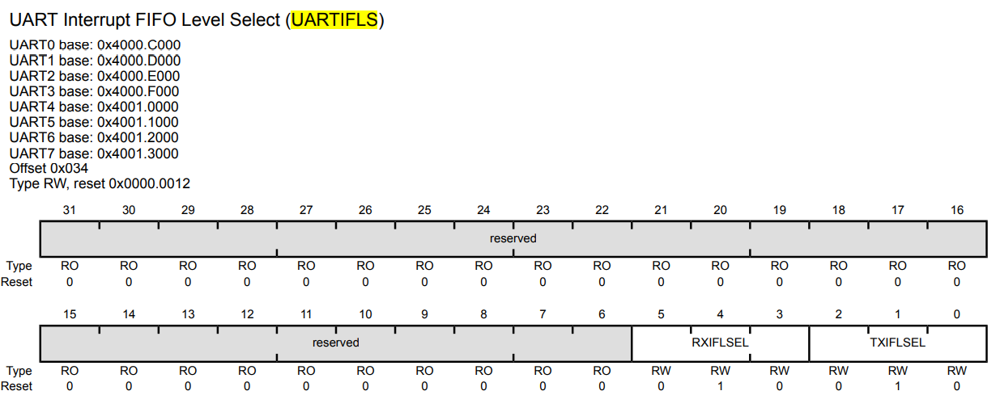 UART Interrupt FIFO Level Select (UARTIFLS)
UART0 base: 0x4000.C000
UART1 base: 0x4000.D000
UART2 base: 0x4000.E000
UART3 base: 0x4000.F000
UART4 base: 0x4001.0000
UART5 base: 0x4001.1000
UART6 base: 0x4001.2000
UART7 base: 0x4001.3000
Offset 0x034
Type RW, reset 0x0000.0012
31 30 29 28 27 26 25 24 23 22 21 20 19 18 17 16
reserved
Type RO RO RO RO RO RO RO RO RO RO RO RO RO RO RO RO
Reset 0 0 0 0 0 0 0 0 0 0 0 0 0 0 0 0
15 14 13 12 11 10 9 8 7 6 5 4 3 2 1 0
reserved RXIFLSEL TXIFLSEL
Type RO RO RO RO RO RO RO RO RO RO RW RW RW RW RW RW
Reset 0 0 0 0 0 0 0 0 0 0 0 1 0 0 1 0